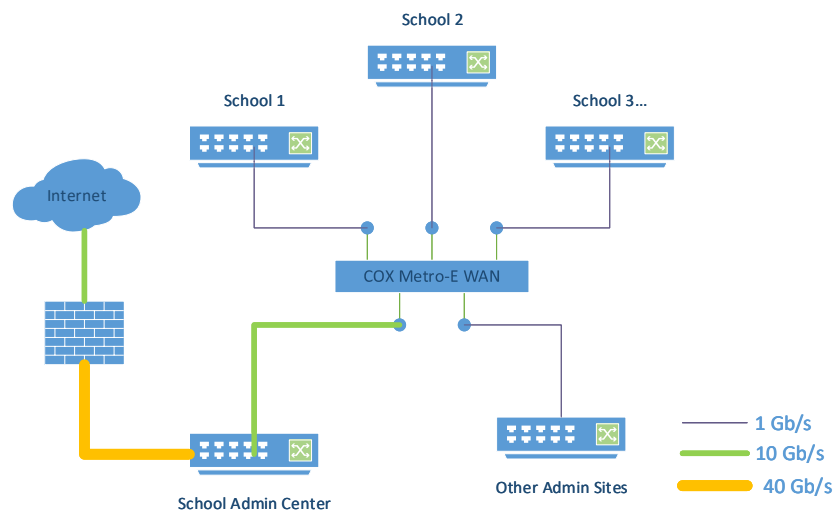 School 2
School 1
School 3...
Internet
COX Metro-E WAN
1 Gb/s
10 Gb/s
40 Gb/s
School Admin Center
Other Admin Sites